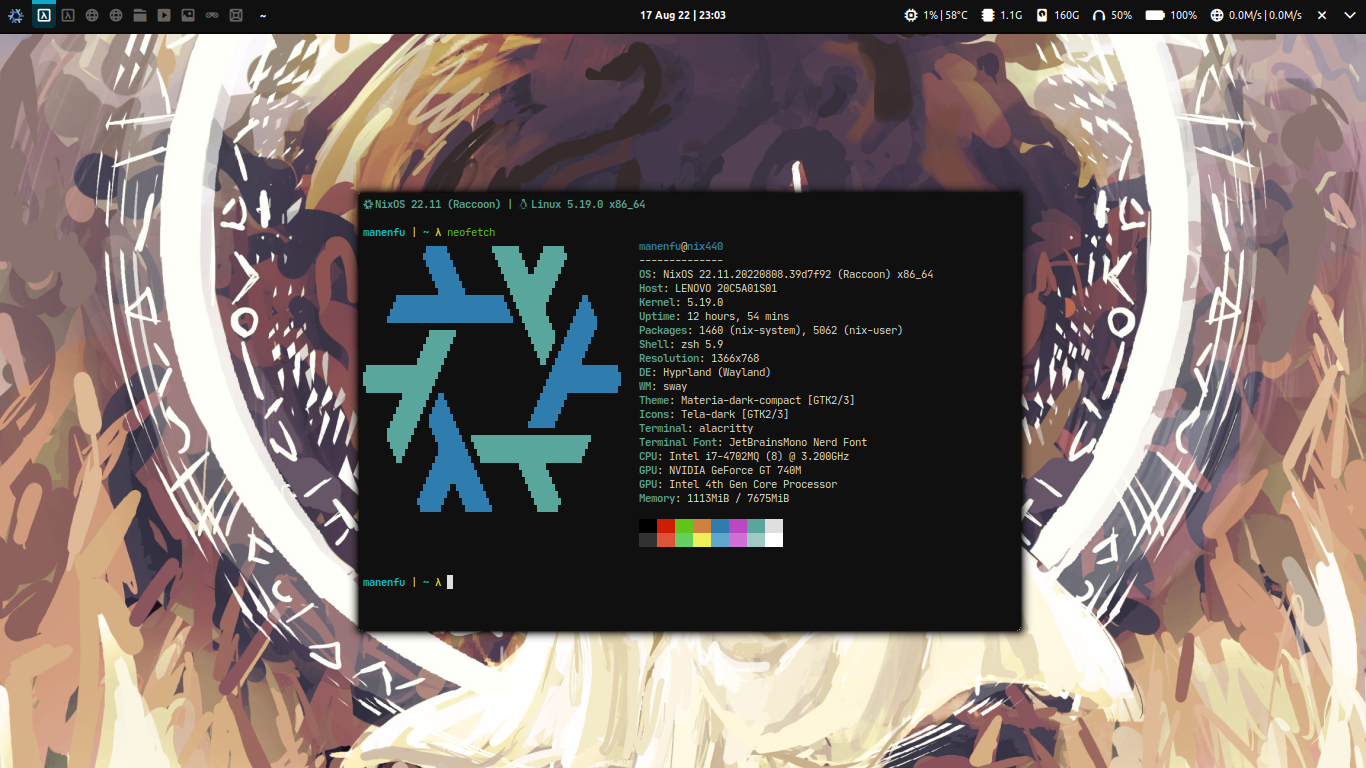 ~ 17 Aug 22 | 23:03 1% | 58°C 1.1G 160G 50% 100% 0.0M/s | 0.0M/s
NixOS 22.11 (Raccoon) | Linux 5.19.0 x86_64
manenfu | ~ λ neofetch
manenfu@nix440
--------------
OS: NixOS 22.11.20220808.39d7f92 (Raccoon) x86_64
Host: LENOVO 20C5A01S01
Kernel: 5.19.0
Uptime: 12 hours, 54 mins
Packages: 1460 (nix-system), 5062 (nix-user)
Shell: zsh 5.9
Resolution: 1366x768
DE: Hyprland (Wayland)
WM: sway
Theme: Materia-dark-compact [GTK2/3]
Icons: Tela-dark [GTK2/3]
Terminal: alacritty
Terminal Font: JetBrainsMono Nerd Font
CPU: Intel i7-4702MQ (8) @ 3.200GHz
GPU: NVIDIA GeForce GT 740M
GPU: Intel 4th Gen Core Processor
Memory: 1113MiB / 7675MiB
manenfu | ~ λ